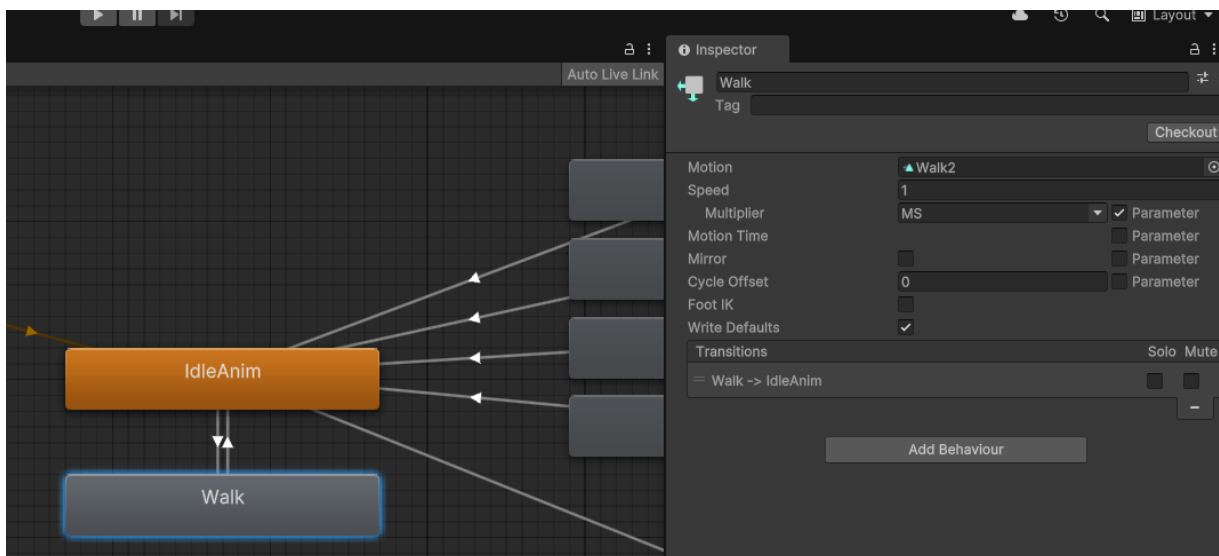 Layout
Inspector
Auto Live Link
Walk
Tag
Checkout
Motion Walk2
Speed 1
Multiplier MS Parameter
Motion Time Parameter
Mirror Parameter
Cycle Offset 0 Parameter
Foot IK
Write Defaults
Transitions Solo Mute
Walk -> IdleAnim
Add Behaviour
IdleAnim
Walk